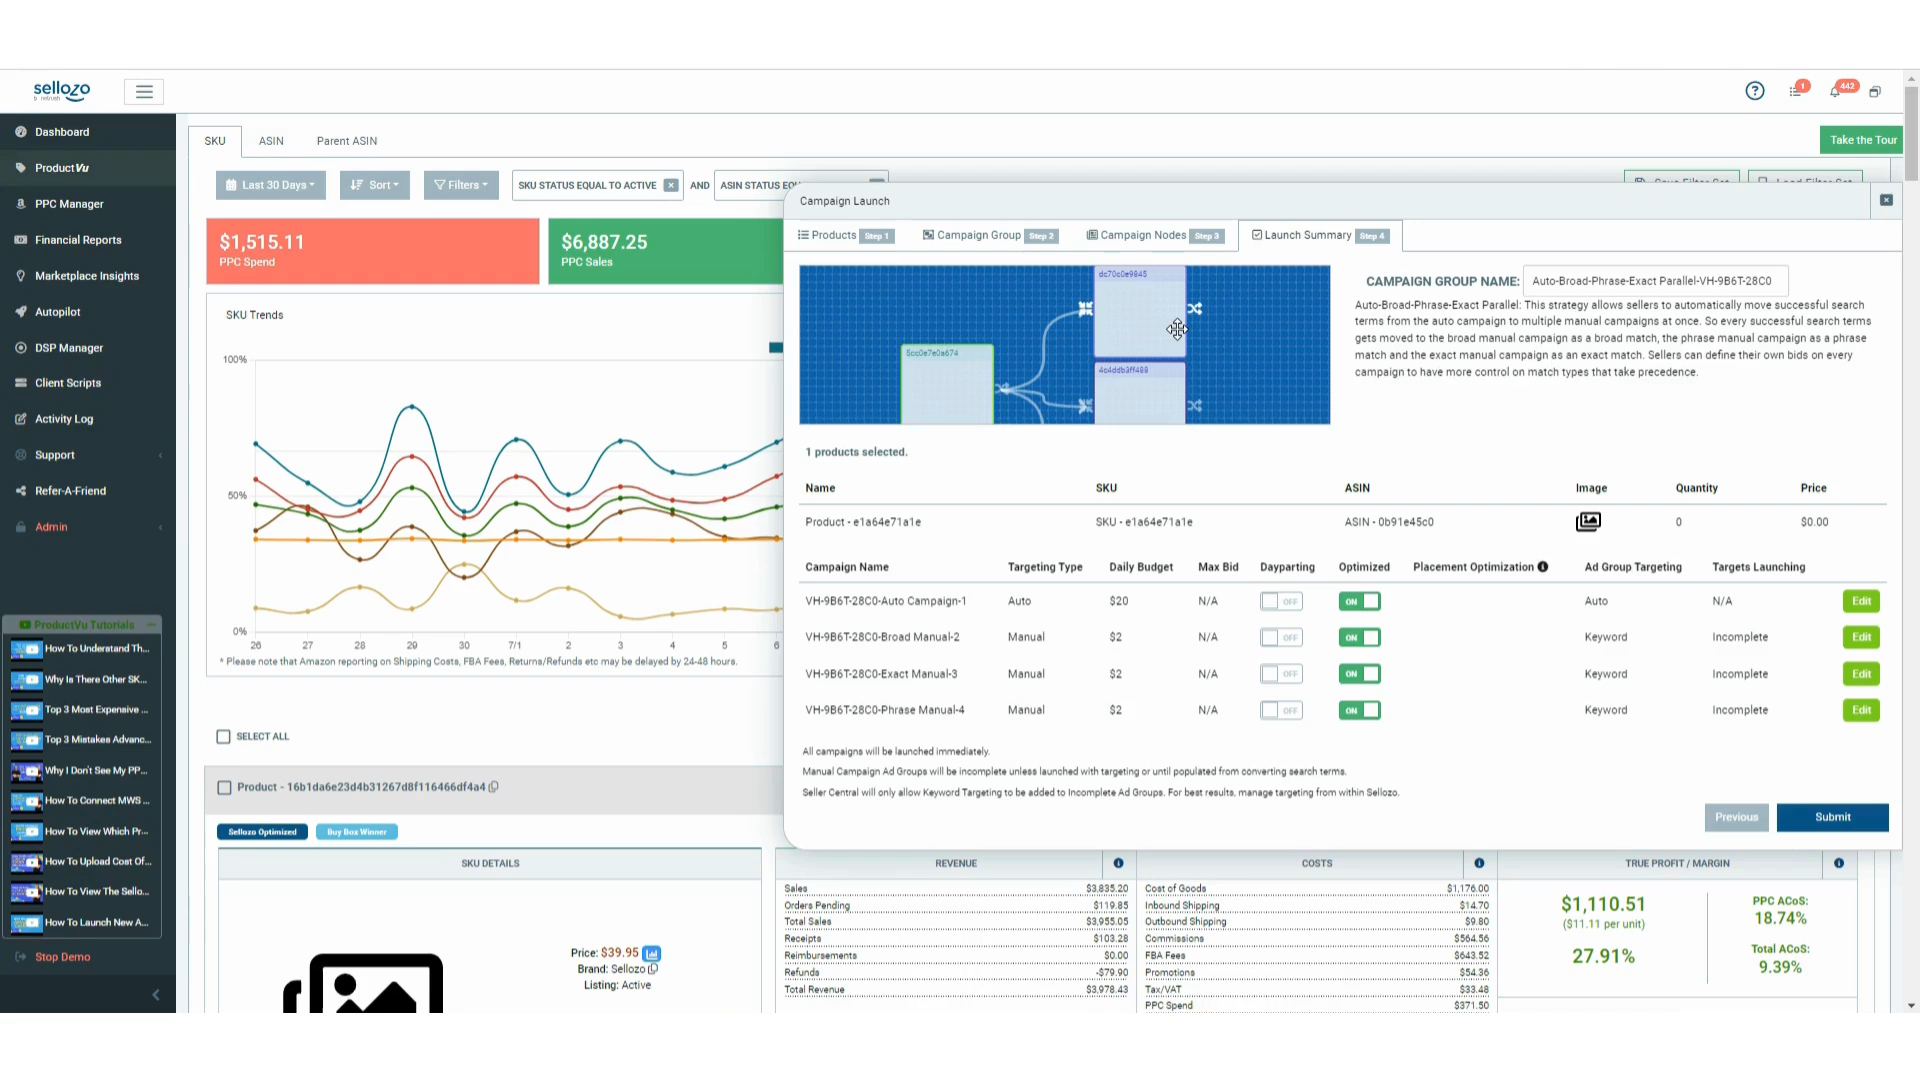 sellozo
1
442
Dashboard
ProductVu
PPC Manager
Financial Reports
Marketplace Insights
Autopilot
DSP Manager
Client Scripts
Activity Log
Support
Refer-A-Friend
Admin
ProductVu Tutorials
How To Understand Th...
Why Is There Other SK...
Top 3 Most Expensive ...
Top 3 Mistakes Advanc...
Why I Don't See My PP...
How To Connect MWS ...
How To View Which Pr...
How To Upload Cost Of...
How To View The Sello...
How To Launch New A...
Stop Demo
SKU ASIN Parent ASIN
Take the Tour
Last 30 Days Sort Filters SKU STATUS EQUAL TO ACTIVE AND ASIN STATUS
$1,515.11
PPC Spend
$6,887.25
PPC Sales
SKU Trends
100%
50%
0%
26 27 28 29 30 7/1 2 3 4 5 6
* Please note that Amazon reporting on Shipping Costs, FBA Fees, Returns/Refunds etc may be delayed by 24-48 hours.
SELECT ALL
Product - 16b1da6e23d4b31267d8f116466df4a4
Sellozo Optimized Buy Box Winner
SKU DETAILS
Price: $39.95
Brand: Sellozo
Listing: Active
Campaign Launch
Products Step 1 Campaign Group Step 2 Campaign Nodes Step 3 Launch Summary Step 4
dc70c0e9845
5cc0e7e0a674
4c4ddb3ff489
CAMPAIGN GROUP NAME: Auto-Broad-Phrase-Exact Parallel-VH-9B6T-28C0
Auto-Broad-Phrase-Exact Parallel: This strategy allows sellers to automatically move successful search
terms from the auto campaign to multiple manual campaigns at once. So every successful search terms
gets moved to the broad manual campaign as a broad match, the phrase manual campaign as a phrase
match and the exact manual campaign as an exact match. Sellers can define their own bids on every
campaign to have more control on match types that take precedence.
1 products selected.
Name SKU ASIN Image Quantity Price
Product - e1a64e71a1e SKU - e1a64e71a1e ASIN - 0b91e45c0 0 $0.00
Campaign Name Targeting Type Daily Budget Max Bid Dayparting Optimized Placement Optimization Ad Group Targeting Targets Launching
VH-9B6T-28C0-Auto Campaign-1 Auto $20 N/A OFF ON Auto N/A Edit
VH-9B6T-28C0-Broad Manual-2 Manual $2 N/A OFF ON Keyword Incomplete Edit
VH-9B6T-28C0-Exact Manual-3 Manual $2 N/A OFF ON Keyword Incomplete Edit
VH-9B6T-28C0-Phrase Manual-4 Manual $2 N/A OFF ON Keyword Incomplete Edit
All campaigns will be launched immediately.
Manual Campaign Ad Groups will be incomplete unless launched with targeting or until populated from converting search terms.
Seller Central will only allow Keyword Targeting to be added to Incomplete Ad Groups. For best results, manage targeting from within Sellozo.
Previous Submit
REVENUE
Sales $3,835.20
Orders Pending $119.85
Total Sales $3,955.05
Receipts $103.28
Reimbursements $0.00
Refunds -$79.90
Total Revenue $3,978.43
COSTS
Cost of Goods $1,176.00
Inbound Shipping $14.70
Outbound Shipping $9.80
Commissions $564.56
FBA Fees $643.52
Promotions $54.36
Tax/VAT $33.48
PPC Spend $371.50
TRUE PROFIT / MARGIN
$1,110.51
($11.11 per unit)
27.91%
PPC ACoS:
18.74%
Total ACoS:
9.39%